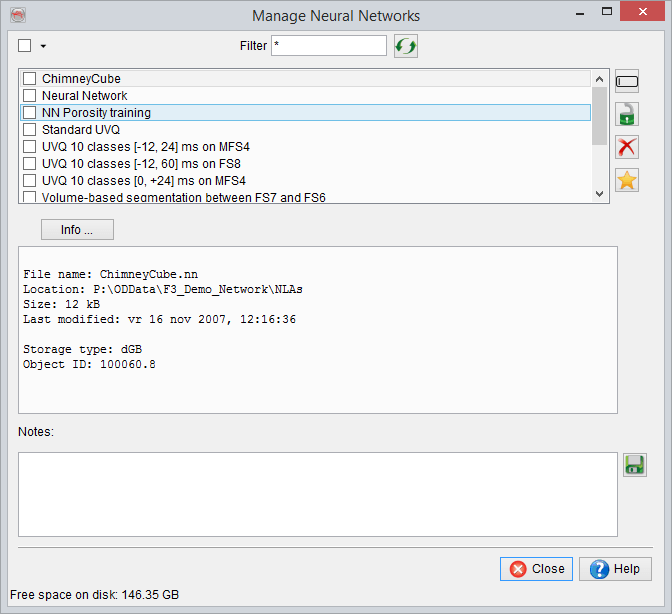 Manage Neural Networks
Filter *
ChimneyCube
Neural Network
NN Porosity training
Standard UVQ
UVQ 10 classes [-12, 24] ms on MFS4
UVQ 10 classes [-12, 60] ms on FS8
UVQ 10 classes [0, +24] ms on MFS4
Volume-based segmentation between FS7 and FS6
Info ...
File name: ChimneyCube.nn
Location: P:\ODData\F3_Demo_Network\NLAs
Size: 12 kB
Last modified: vr 16 nov 2007, 12:16:36
Storage type: dGB
Object ID: 100060.8
Notes:
Close Help
Free space on disk: 146.35 GB